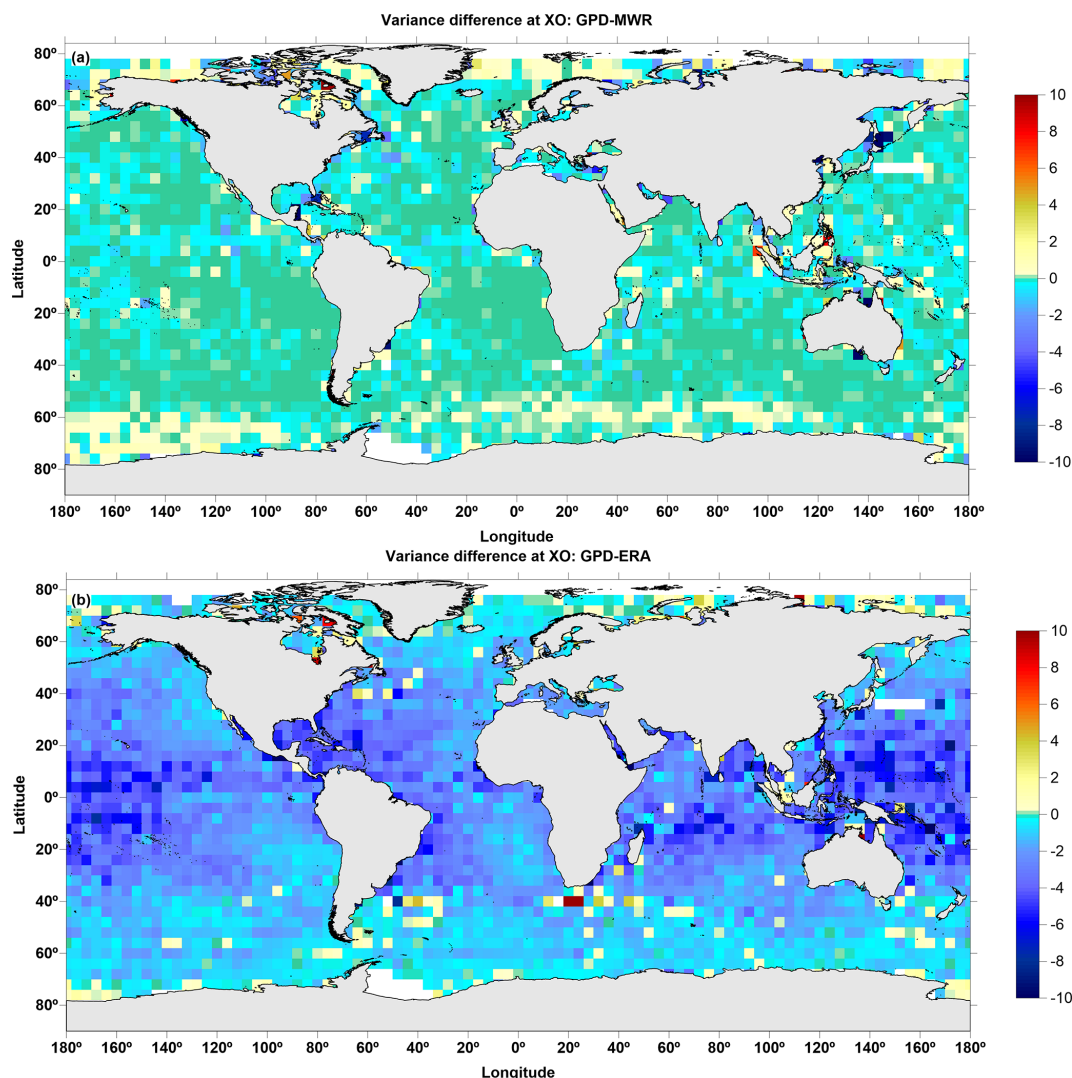 Variance difference at XO: GPD-MWR
(a)
80º
60º
40º
20º
0º
20º
40º
60º
80º
Latitude
180º 160º 140º 120º 100º 80º 60º 40º 20º 0º 20º 40º 60º 80º 100º 120º 140º 160º 180º
Longitude
10
8
6
4
2
0
-2
-4
-6
-8
-10
Variance difference at XO: GPD-ERA
(b)
80º
60º
40º
20º
0º
20º
40º
60º
80º
Latitude
180º 160º 140º 120º 100º 80º 60º 40º 20º 0º 20º 40º 60º 80º 100º 120º 140º 160º 180º
Longitude
10
8
6
4
2
0
-2
-4
-6
-8
-10